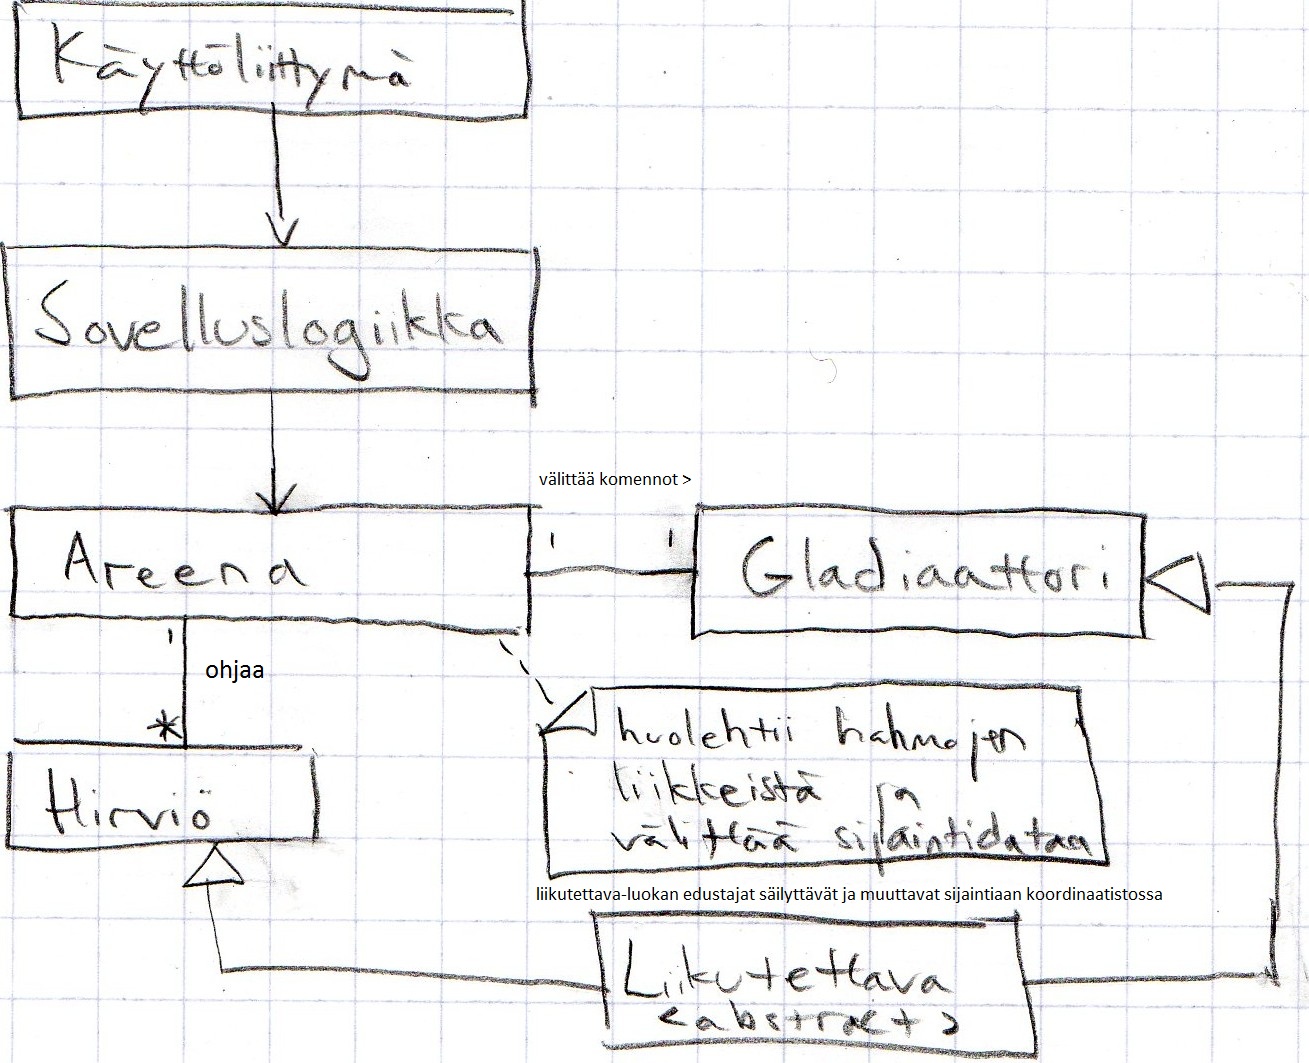 Käyttöliittymä
Sovelluslogiikka
välittää komennot >
Areena
1
1
Gladiaattori
1
ohjaa
*
Hirviö
huolehtii hahmojen
liikkeistä ja
välittää sijaintidataa
liikutettava-luokan edustajat säilyttävät ja muuttavat sijaintiaan koordinaatistossa
Liikutettava
<abstract>